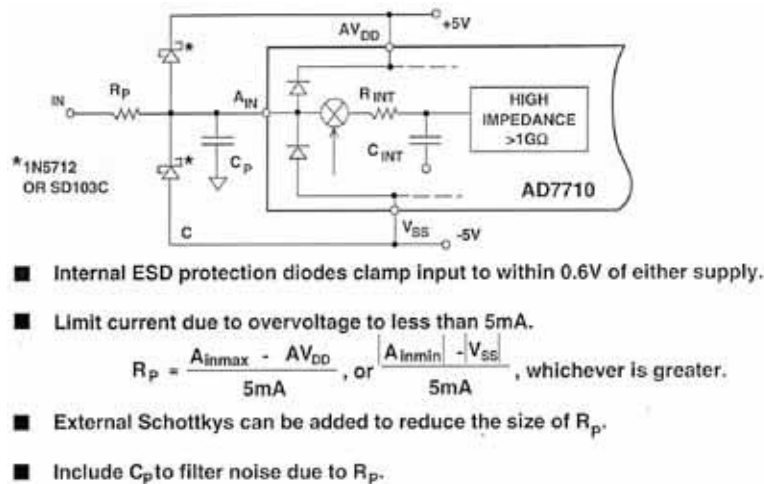 AVDD
+5V
*
RP
IN
AIN
RINT
HIGH
IMPEDANCE
>1GΩ
*
CP
CINT
*1N5712
OR SD103C
AD7710
C
VSS
-5V
■ Internal ESD protection diodes clamp input to within 0.6V of either supply.
■ Limit current due to overvoltage to less than 5mA.
RP = Ainmax - AVDD / 5mA , or |Ainmin| - |VSS| / 5mA , whichever is greater.
■ External Schottkys can be added to reduce the size of Rp.
■ Include CP to filter noise due to RP.